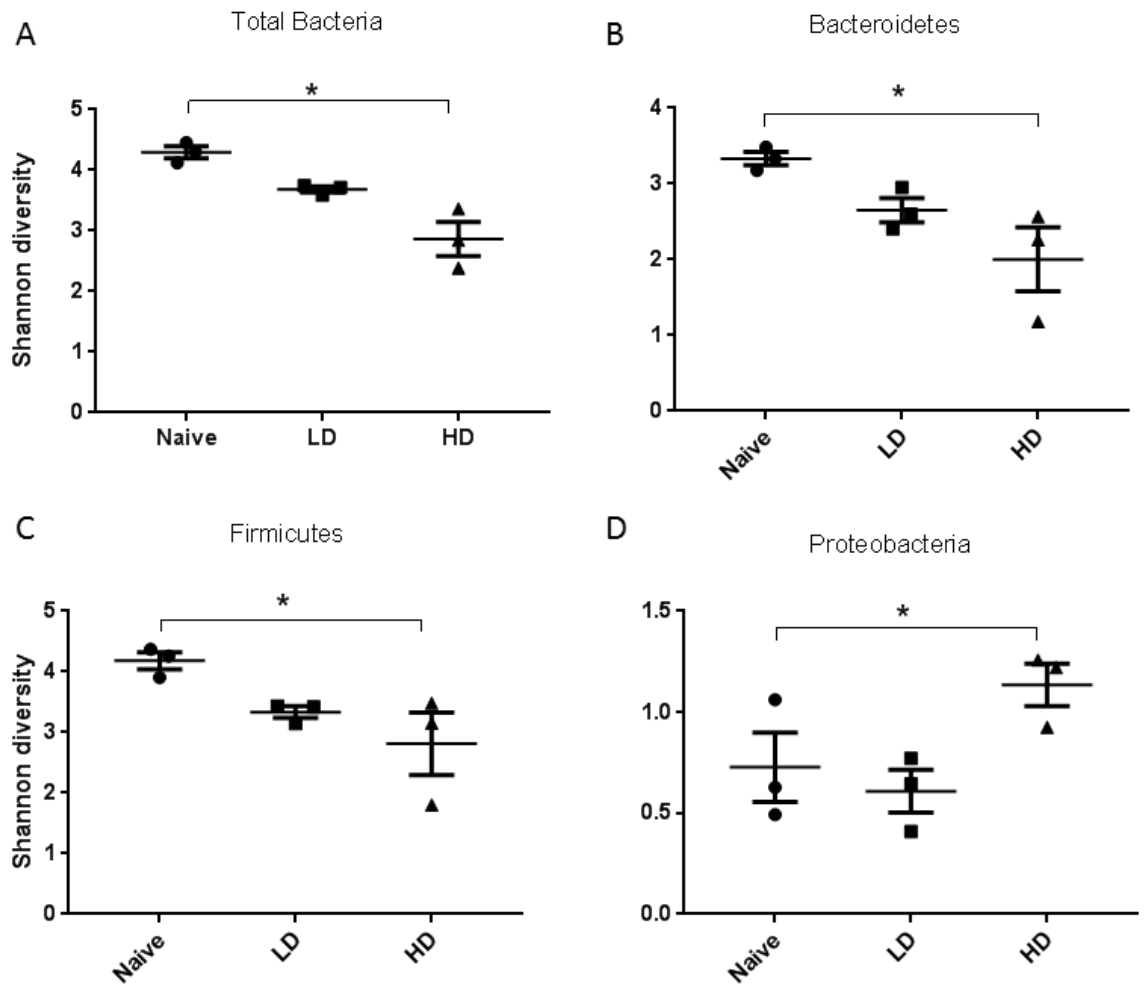 A
Total Bacteria
*
Shannon diversity
5
4
3
2
1
0
Naive LD HD
B
Bacteroidetes
*
4
3
2
1
0
Naive LD HD
C
Firmicutes
*
Shannon diversity
5
4
3
2
1
0
Naive LD HD
D
Proteobacteria
*
1.5
1.0
0.5
0.0
Naive LD HD